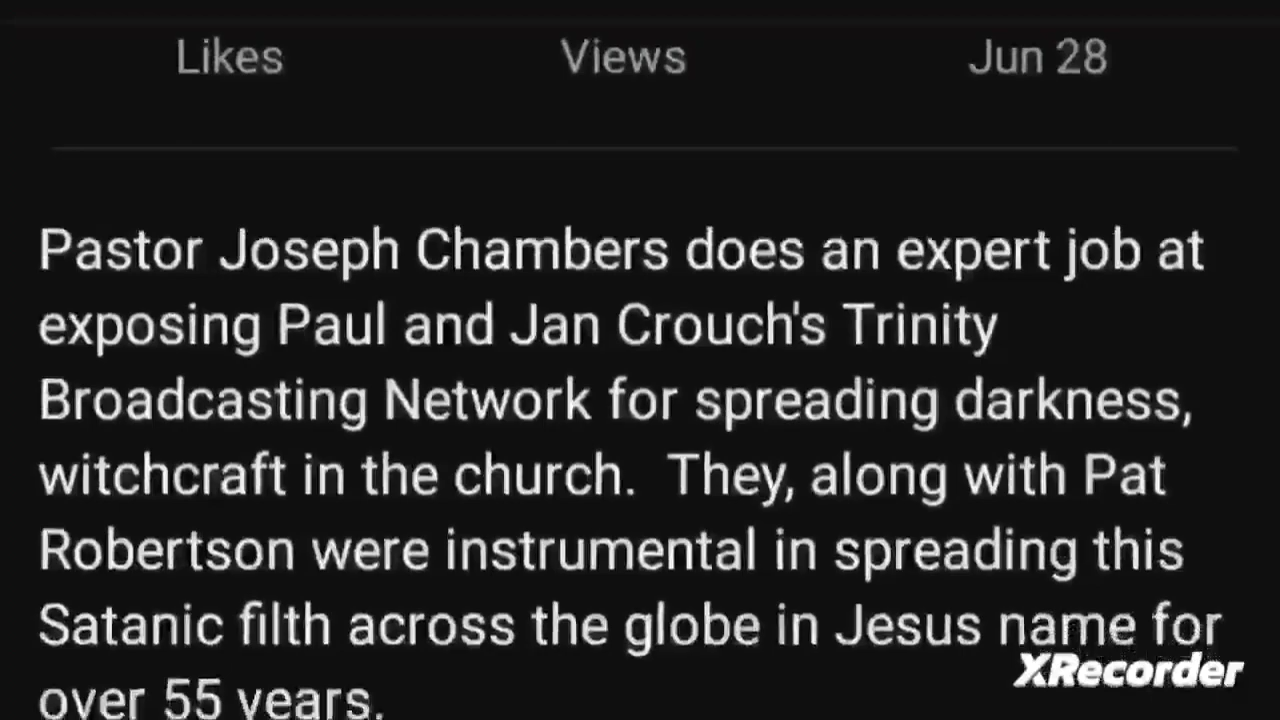 Likes Views Jun 28
Pastor Joseph Chambers does an expert job at
exposing Paul and Jan Crouch's Trinity
Broadcasting Network for spreading darkness,
witchcraft in the church.  They, along with Pat
Robertson were instrumental in spreading this
Satanic filth across the globe in Jesus name for
over 55 years.
XRecorder